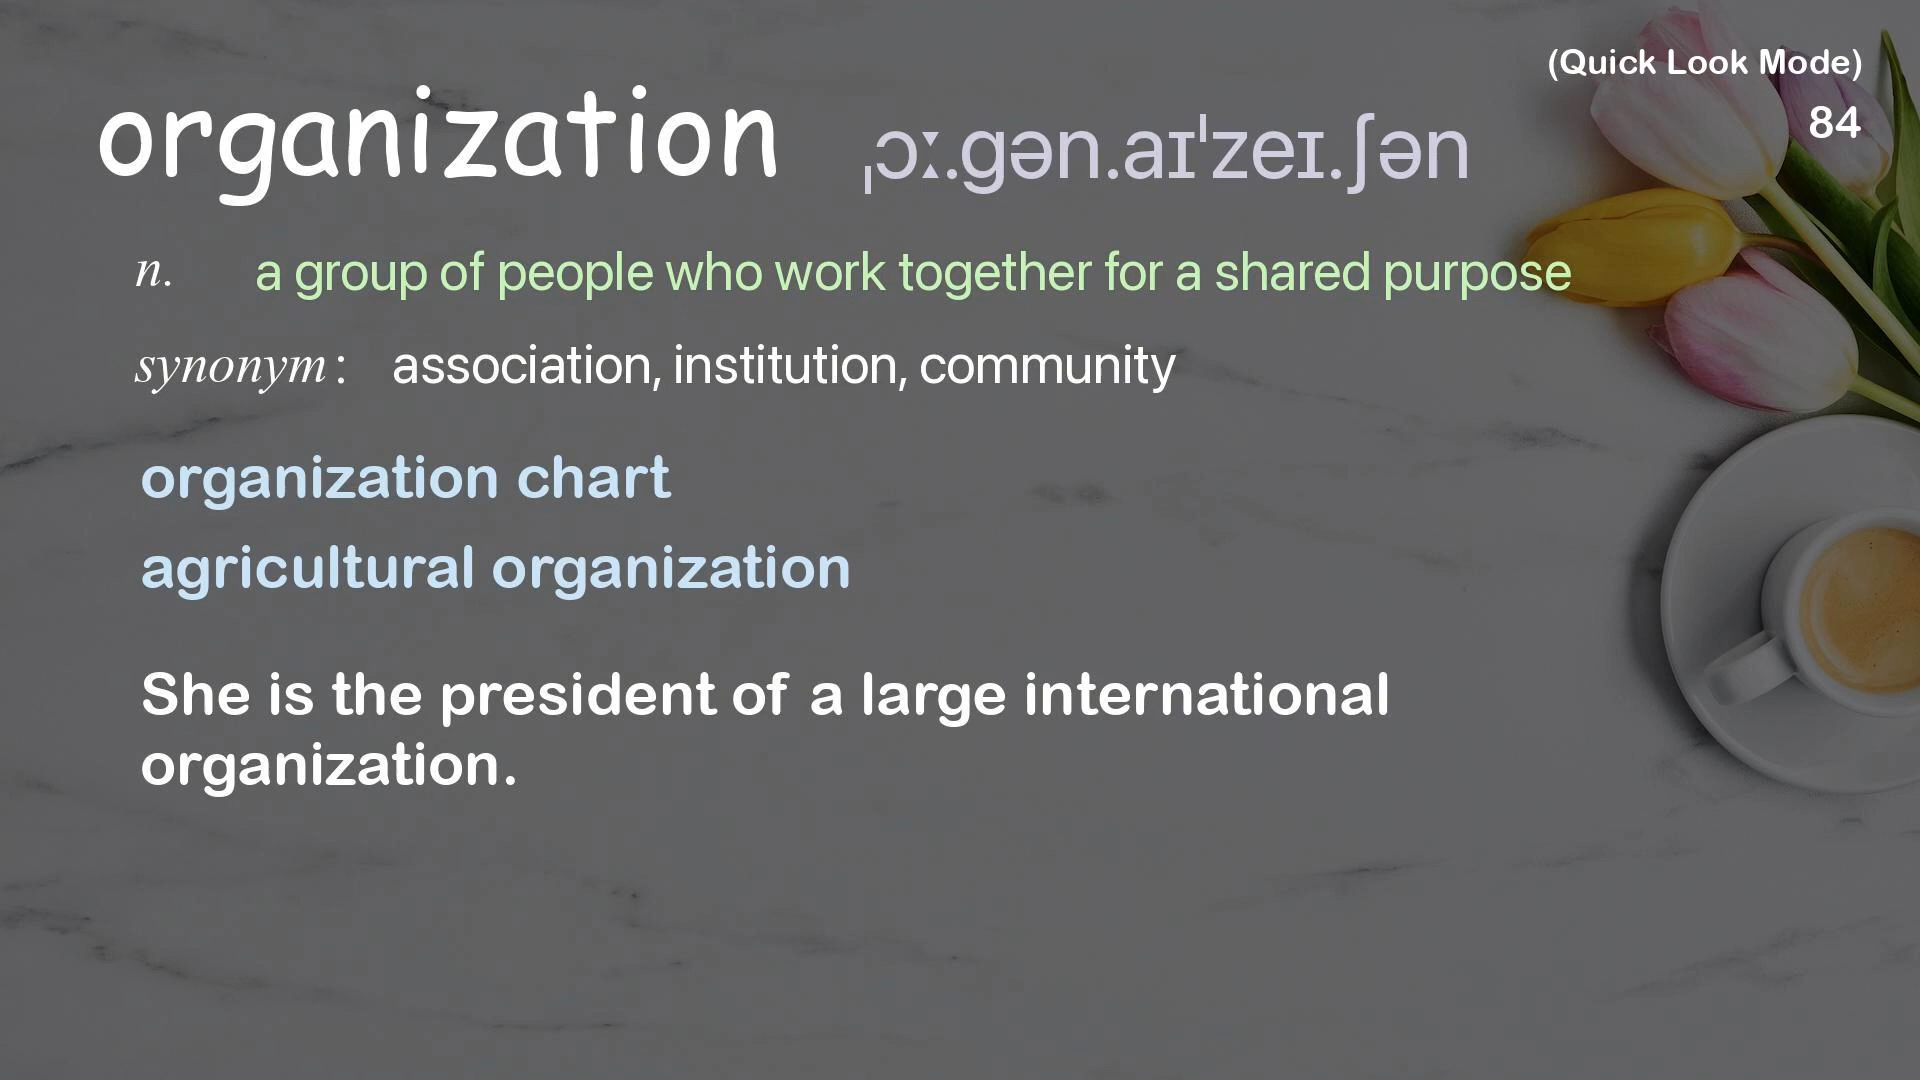 (Quick Look Mode)
organization ˌɔː.gən.aɪˈzeɪ.ʃən 84
n. a group of people who work together for a shared purpose
synonym : association, institution, community
organization chart
agricultural organization
She is the president of a large international
organization.